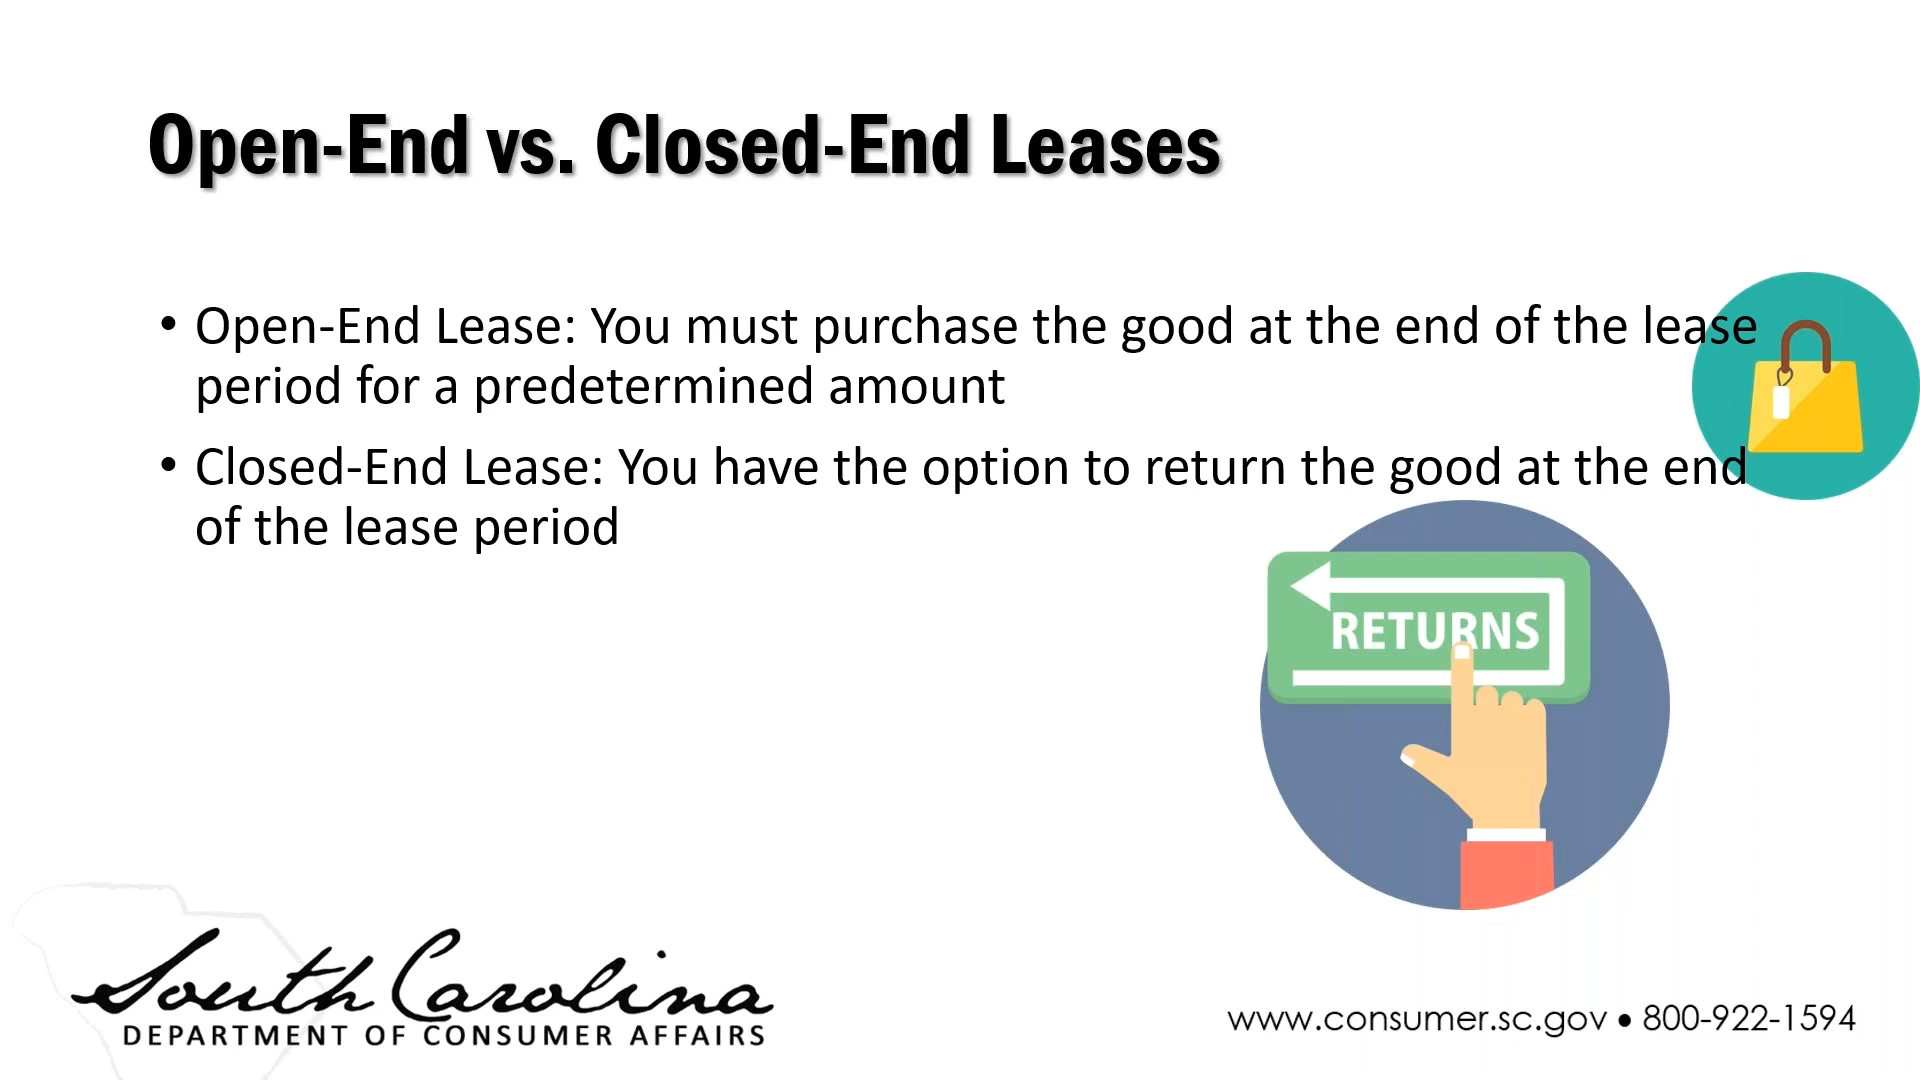 Open-End vs. Closed-End Leases
• Open-End Lease: You must purchase the good at the end of the lease
period for a predetermined amount
• Closed-End Lease: You have the option to return the good at the end
of the lease period
RETURNS
South Carolina
DEPARTMENT OF CONSUMER AFFAIRS
www.consumer.sc.gov • 800-922-1594